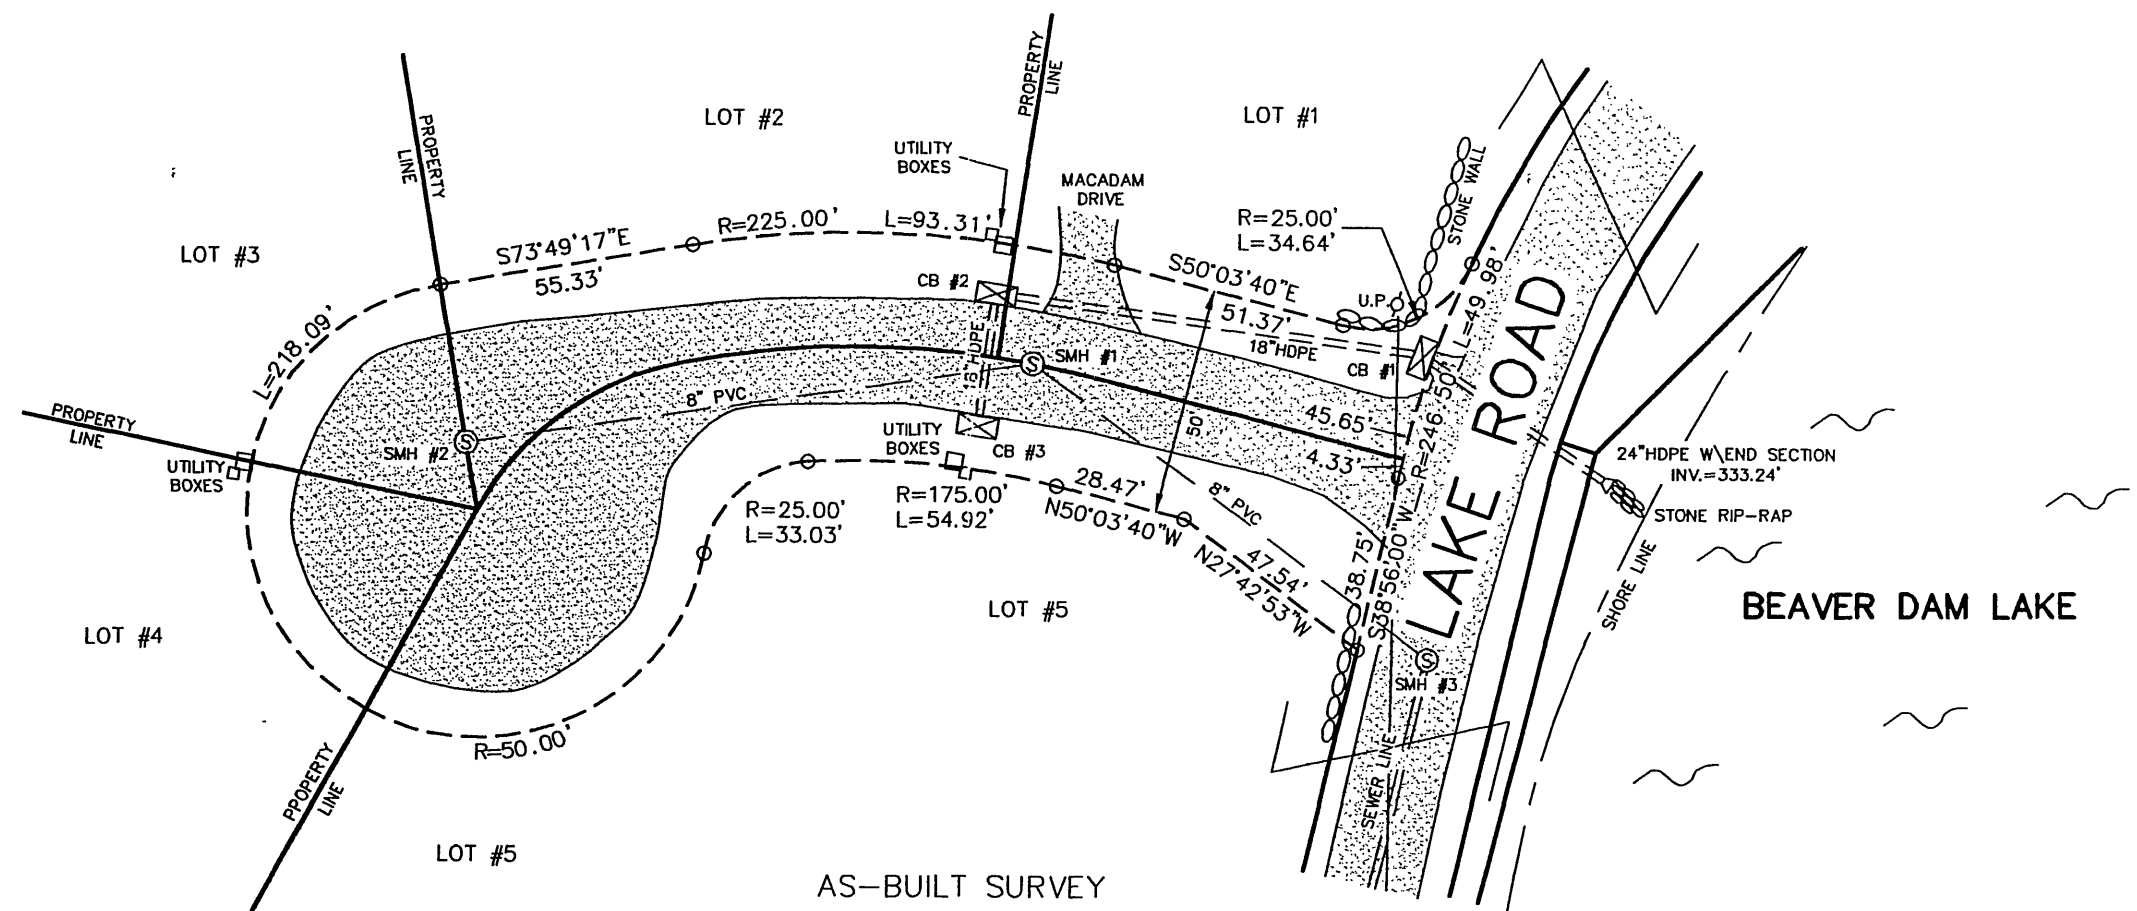 PROPERTY
LINE
LOT #2
PROPERTY
LINE
LOT #1
UTILITY
BOXES
MACADAM
DRIVE
STONE WALL
LOT #3
S73°49'17"E
55.33'
R=225.00'
L=93.31'
R=25.00'
L=34.64'
CB #2
S50°03'40"E
51.37'
U.P.
L=49.98'
18"HDPE
18"HDPE
CB #1
SMH #1
L=218.09'
8" PVC
PROPERTY
LINE
UTILITY
BOXES
S
S
SMH #2
UTILITY
BOXES
CB #3
50'
45.65'
4.33'
R=246.50'
LAKE ROAD
24"HDPE W\END SECTION
INV.=333.24'
STONE RIP-RAP
R=25.00'
L=33.03'
R=175.00'
L=54.92'
28.47'
N50°03'40"W
8" PVC
47.54'
N27°42'53"W
38.75'
S38°56'00"W
SHORE LINE
BEAVER DAM LAKE
LOT #4
LOT #5
S
SMH #3
R=50.00'
SEWER LINE
PPOPERTY
LINE
LOT #5
AS-BUILT SURVEY